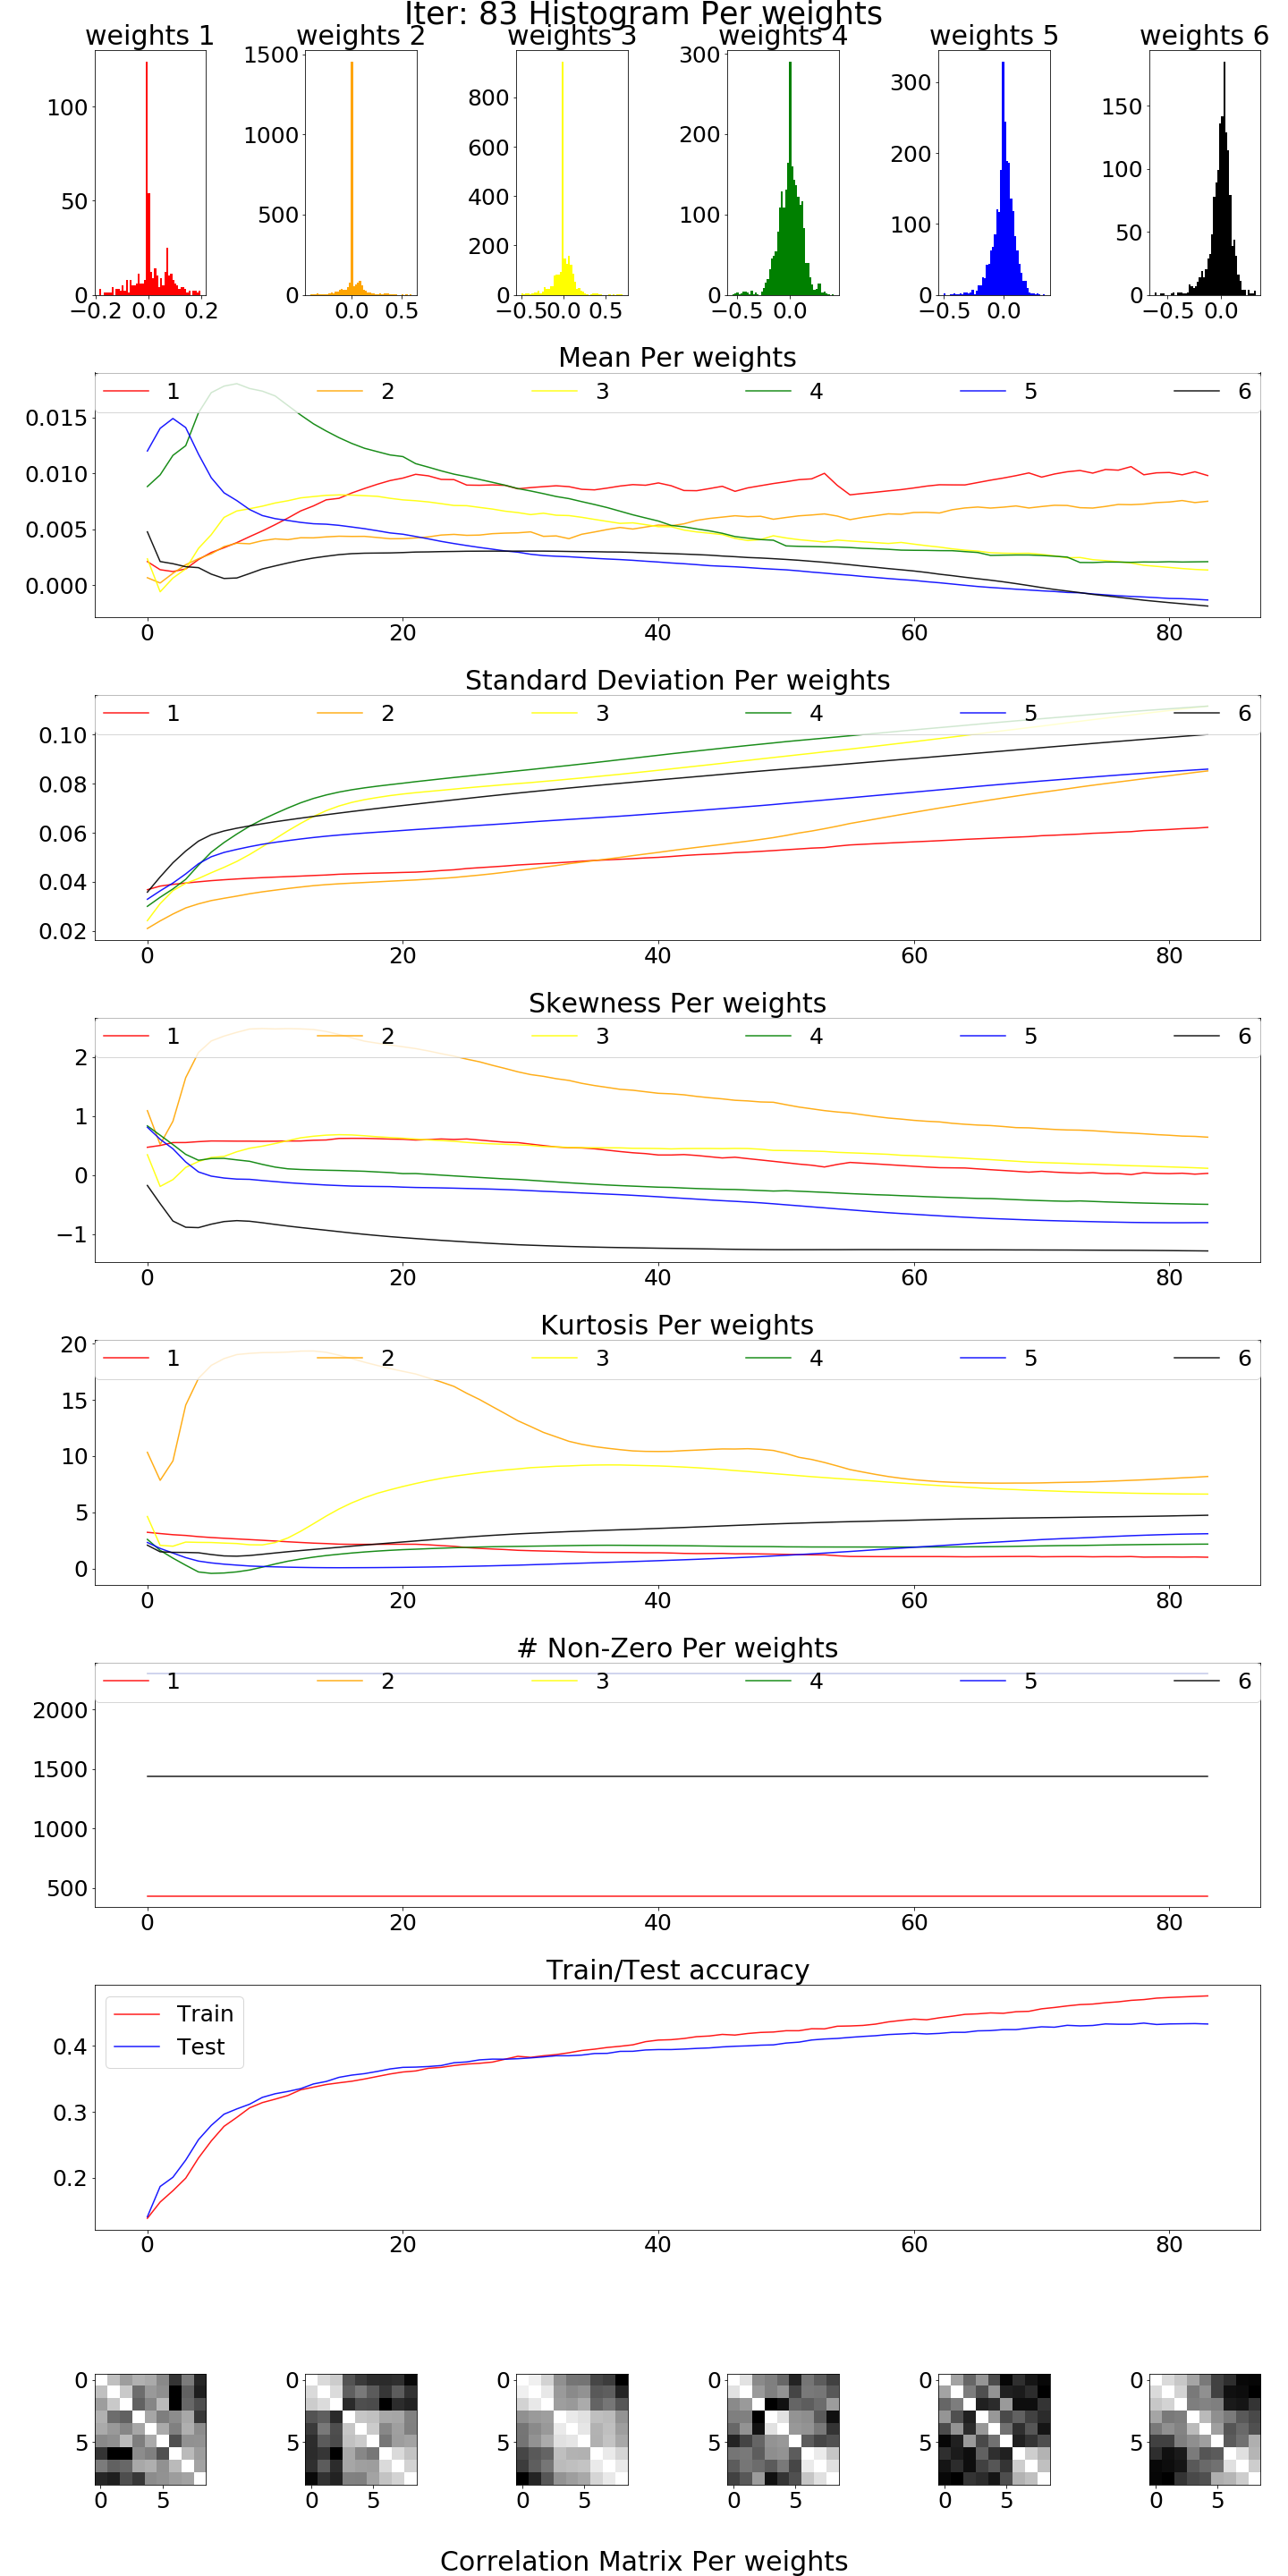 Iter: 83 Histogram Per weights
weights 1 weights 2 weights 3 weights 4 weights 5 weights 6
100
50
0
−0.2 0.0 0.2
1500
1000
500
0
0.0 0.5
800
600
400
200
0
−0.5 0.0 0.5
300
200
100
0
−0.5 0.0
300
200
100
0
−0.5 0.0
150
100
50
0
−0.5 0.0
Mean Per weights
1 2 3 4 5 6
0.015
0.010
0.005
0.000
0 20 40 60 80
Standard Deviation Per weights
1 2 3 4 5 6
0.10
0.08
0.06
0.04
0.02
0 20 40 60 80
Skewness Per weights
1 2 3 4 5 6
2
1
0
−1
0 20 40 60 80
Kurtosis Per weights
1 2 3 4 5 6
20
15
10
5
0
0 20 40 60 80
# Non-Zero Per weights
1 2 3 4 5 6
2000
1500
1000
500
0 20 40 60 80
Train/Test accuracy
Train
Test
0.4
0.3
0.2
0 20 40 60 80
0 0 0 0 0 0
5 5 5 5 5 5
0 5 0 5 0 5 0 5 0 5 0 5
Correlation Matrix Per weights